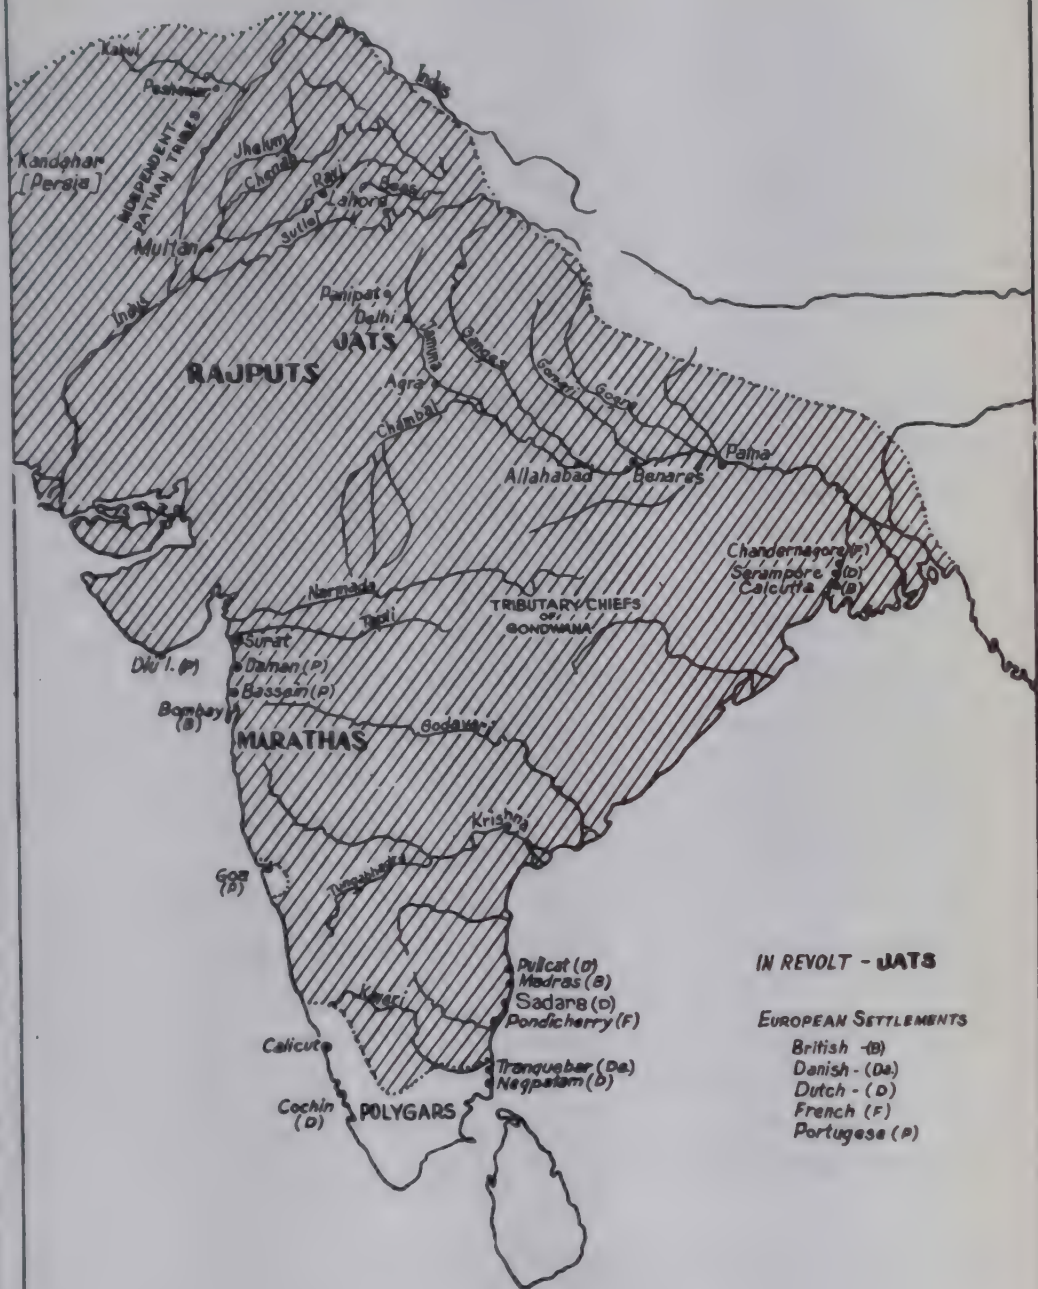 Kabul
Indus
Peshawar
INDEPENDENT
PATHAN TRIBES
Kandahar
[Persia]
Jhelum
Chenab
Ravi
Lahore
Beas
Sutlej
Multan
Indus
Panipat
Delhi
JATS
Jamuna
Ganges
Gomati
Gogra
RAJPUTS
Agra
Chambal
Allahabad
Benares
Patna
Chandernagore (F)
Serampore (D)
Calcutta (B)
Narmada
Tapti
TRIBUTARY CHIEFS
OF
GONDWANA
Surat
Diu I. (P)
Daman (P)
Bassein (P)
Bombay
(B)
MARATHAS
Godavari
Krishna
Goa
(P)
Tungabhadra
Pulicat (D)
Madras (B)
Sadars (D)
Pondicherry (F)
Kaveri
Calicut
Tranquebar (Da.)
Negpatam (D)
Cochin
(D)
POLYGARS
IN REVOLT - JATS
EUROPEAN SETTLEMENTS
British -(B)
Danish - (Da.)
Dutch - (D)
French (F)
Portugese (P)